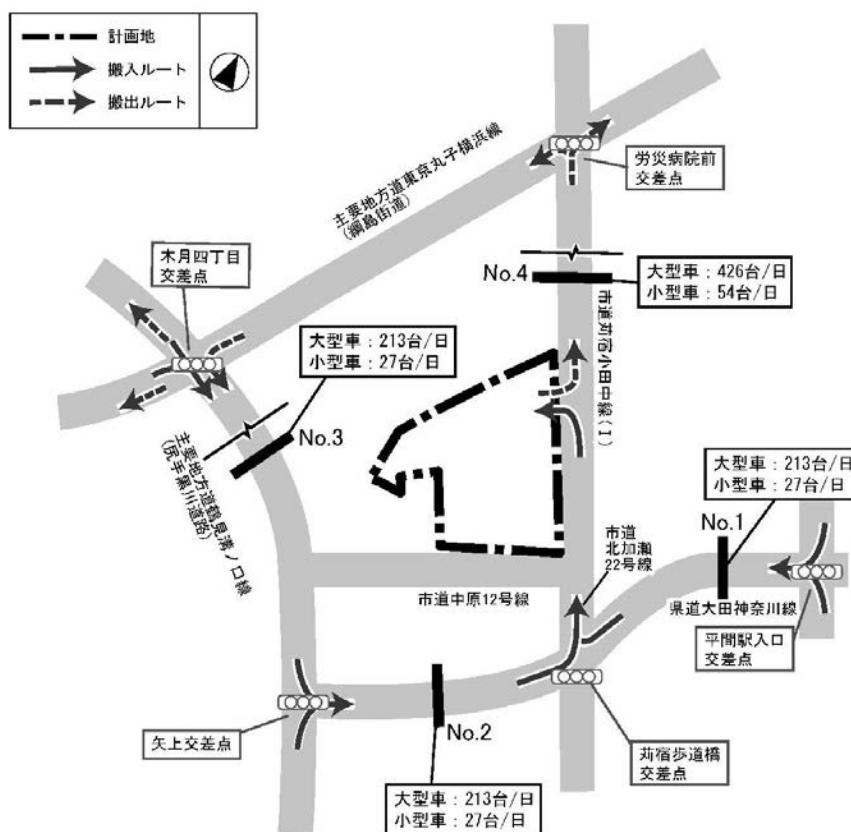 計画地
搬入ルート
搬出ルート
主要地方道東京丸子横浜線
(綱島街道)
労災病院前
交差点
木月四丁目
交差点
No.4
大型車：426台/日
小型車：54台/日
大型車：213台/日
小型車：27台/日
No.3
市道苅宿小田中線(Ⅰ)
主要地方道鶴見溝ノ口線
(尻手黒川道路)
大型車：213台/日
小型車：27台/日
No.1
市道
北加瀬
22号線
市道中原12号線
県道大田神奈川線
平間駅入口
交差点
矢上交差点
No.2
苅宿歩道橋
交差点
大型車：213台/日
小型車：27台/日